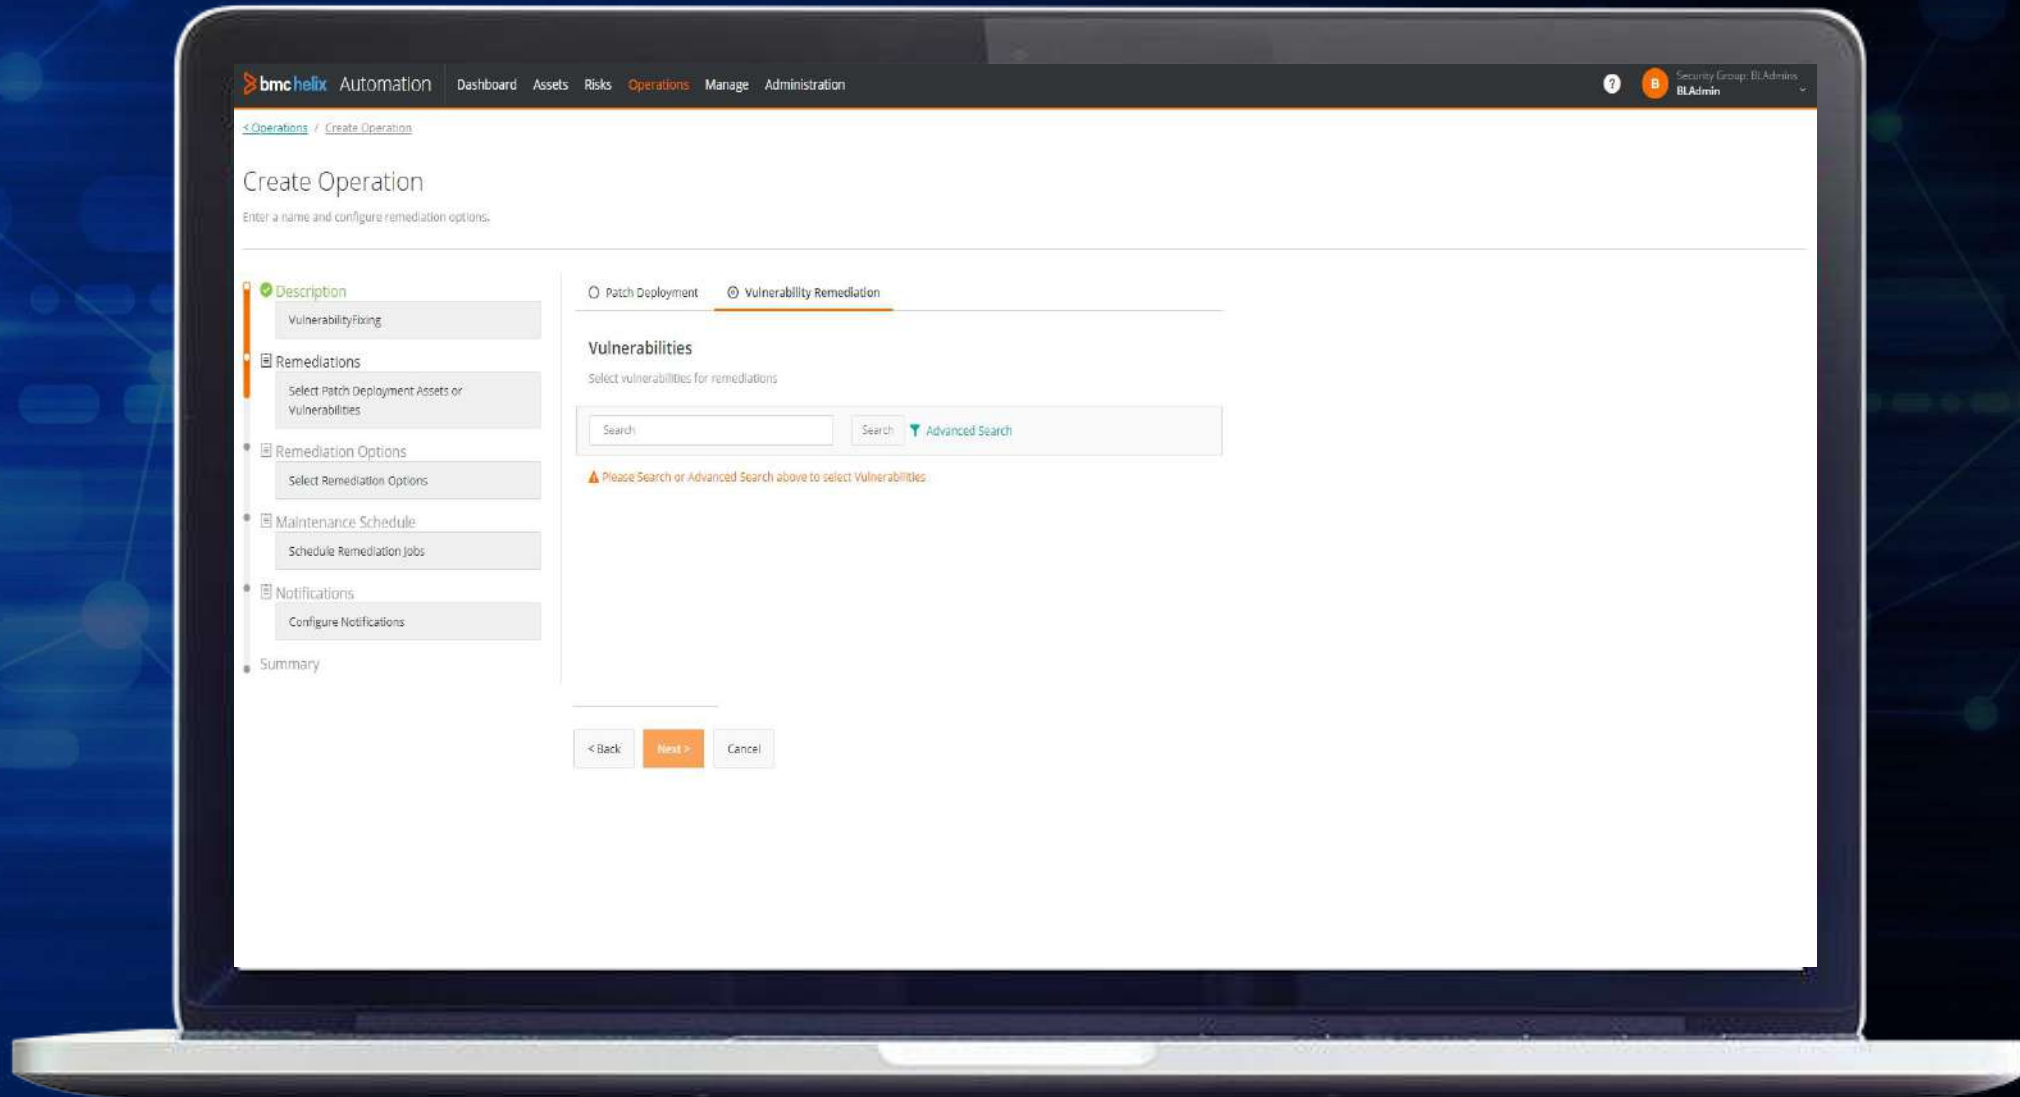 bmc helix Automation Dashboard Assets Risks Operations Manage Administration ? B Security Group: BLAdmins
BLAdmin
< Operations / Create Operation
Create Operation
Enter a name and configure remediation options.
Description
VulnerabilityFixing
Remediations
Select Patch Deployment Assets or
Vulnerabilities
Remediation Options
Select Remediation Options
Maintenance Schedule
Schedule Remediation Jobs
Notifications
Configure Notifications
Summary
Patch Deployment Vulnerability Remediation
Vulnerabilities
Select vulnerabilities for remediations
Search Search Advanced Search
Please Search or Advanced Search above to select Vulnerabilities
< Back Next > Cancel